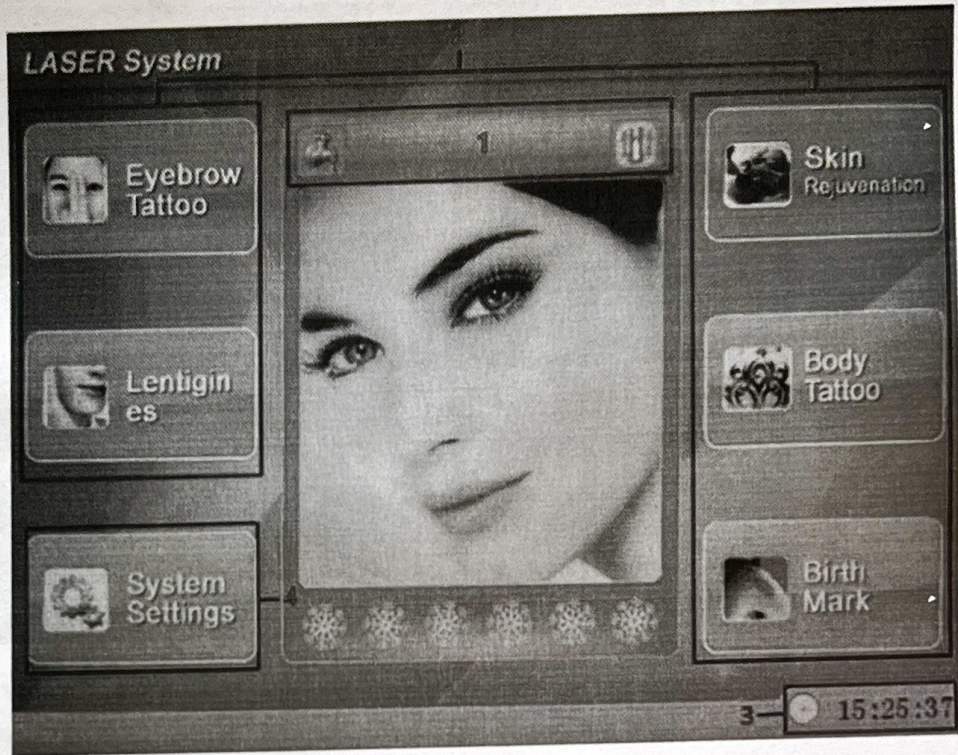 LASER System
2
1
Eyebrow
Tattoo
Lentigin
es
System
Settings
4
Skin
Rejuvenation
Body
Tattoo
Birth
Mark
3
15:25:37